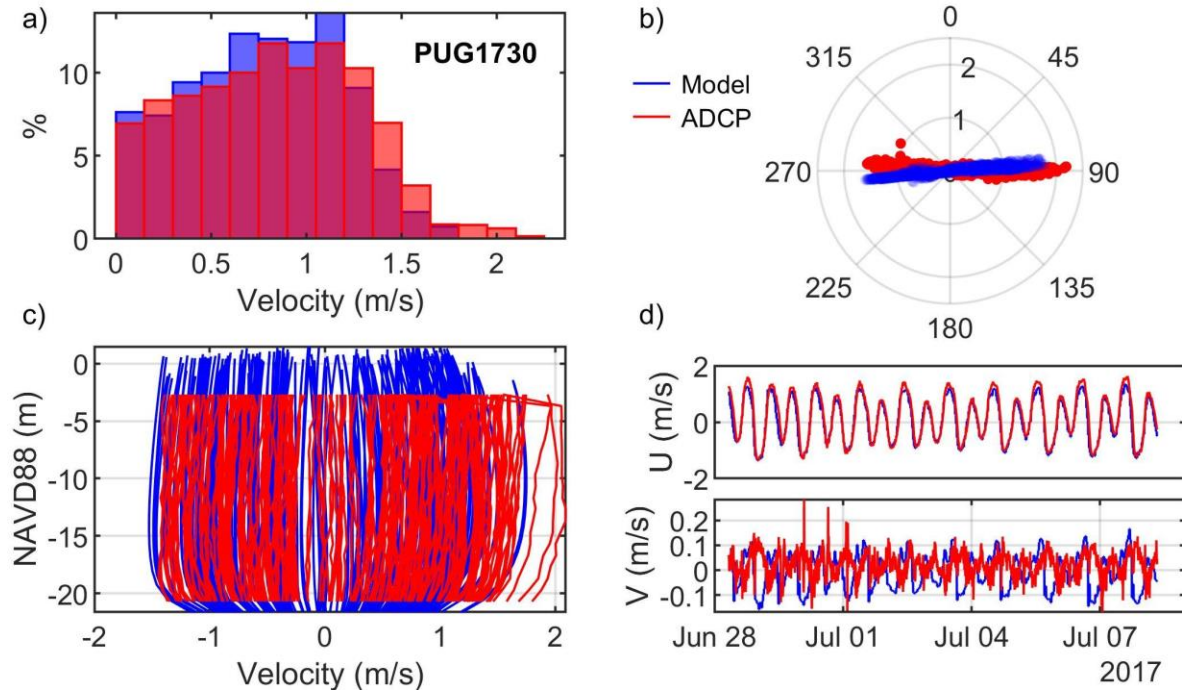 a)
PUG1730
%
10
5
0
0
0.5
1
1.5
2
Velocity (m/s)
b)
0
45
90
135
180
225
270
315
2
1
0
Model
ADCP
c)
NAVD88 (m)
0
-5
-10
-15
-20
-2
-1
0
1
2
Velocity (m/s)
d)
U (m/s)
2
0
-2
V (m/s)
0.2
0.1
0
-0.1
Jun 28
Jul 01
Jul 04
Jul 07
2017